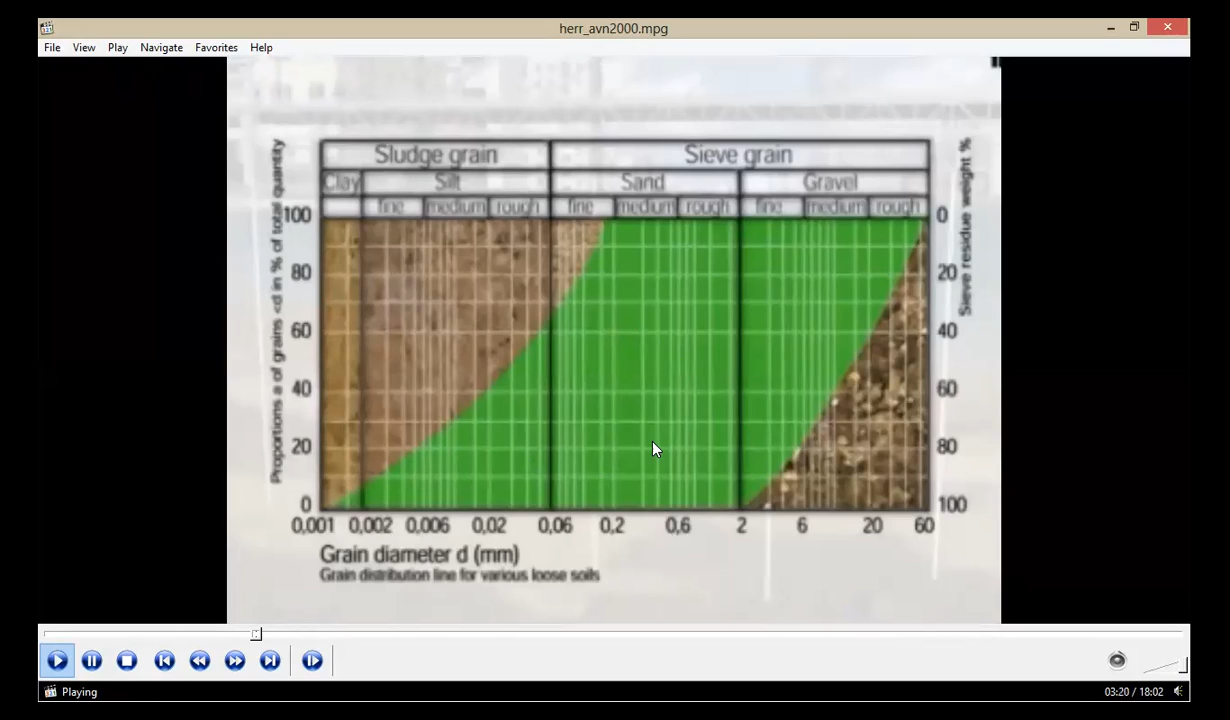 herr_avn2000.mpg
File View Play Navigate Favorites Help
Sludge grain Sieve grain
Clay Silt Sand Gravel
fine medium rough fine medium rough fine medium rough
Proportions a of grains <d in % of total quantity
100
80
60
40
20
0
0
20
40
60
80
100
Sieve residue weight %
0,001 0,002 0,006 0,02 0,06 0,2 0,6 2 6 20 60
Grain diameter d (mm)
Grain distribution line for various loose soils
Playing 03:20 / 18:02